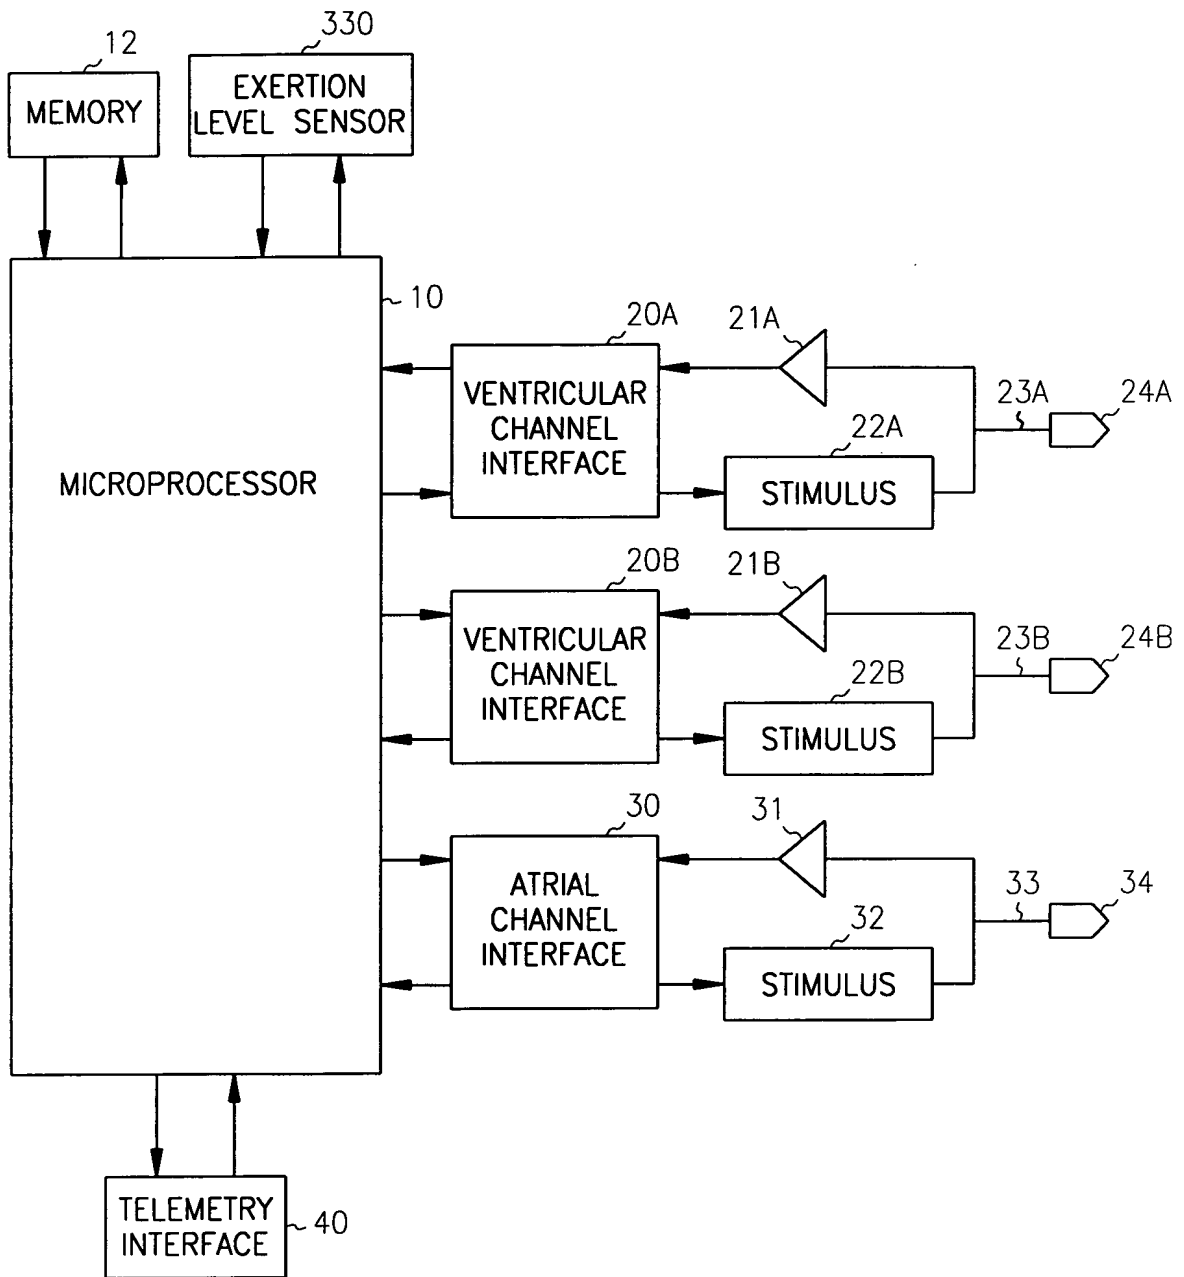 330
12
EXERTION
LEVEL SENSOR
MEMORY
10
20A
21A
VENTRICULAR
CHANNEL
INTERFACE
23A
24A
22A
STIMULUS
MICROPROCESSOR
20B
21B
VENTRICULAR
CHANNEL
INTERFACE
23B
24B
22B
STIMULUS
30
31
ATRIAL
CHANNEL
INTERFACE
33
34
32
STIMULUS
TELEMETRY
INTERFACE
40